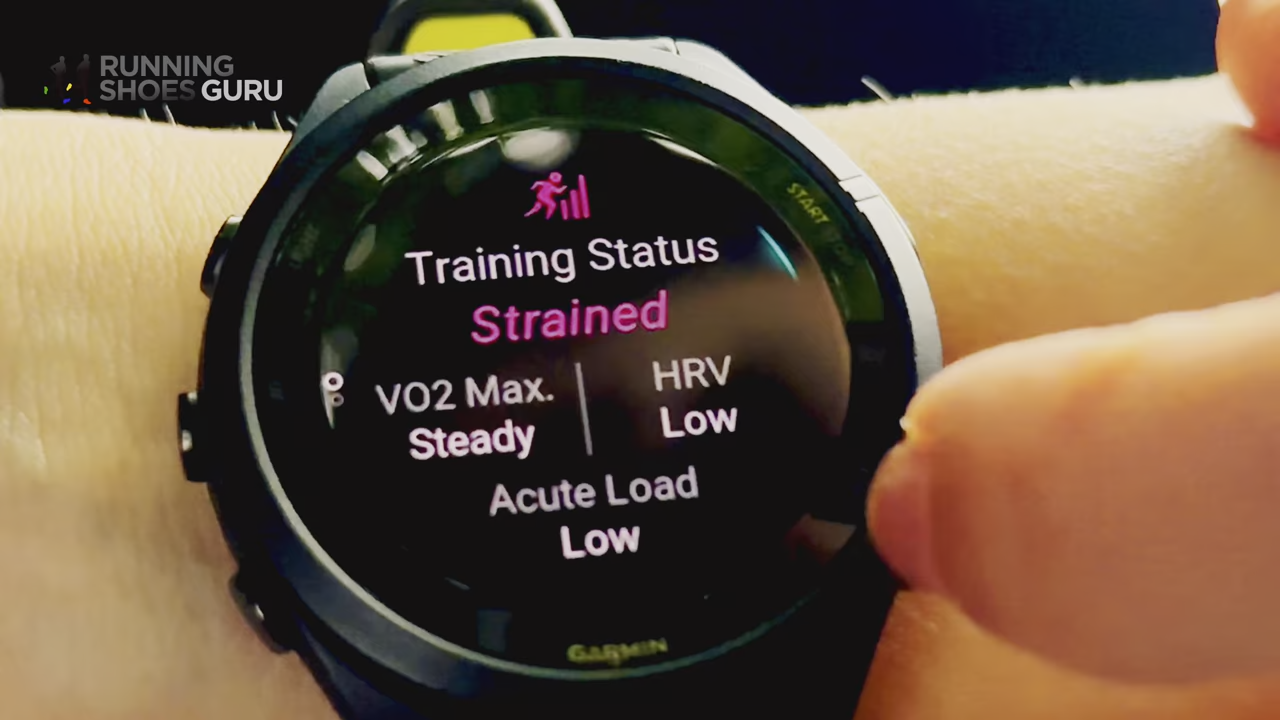 RUNNING
SHOES GURU
START
Training Status
Strained
VO2 Max.
Steady
HRV
Low
Acute Load
Low
GARMIN